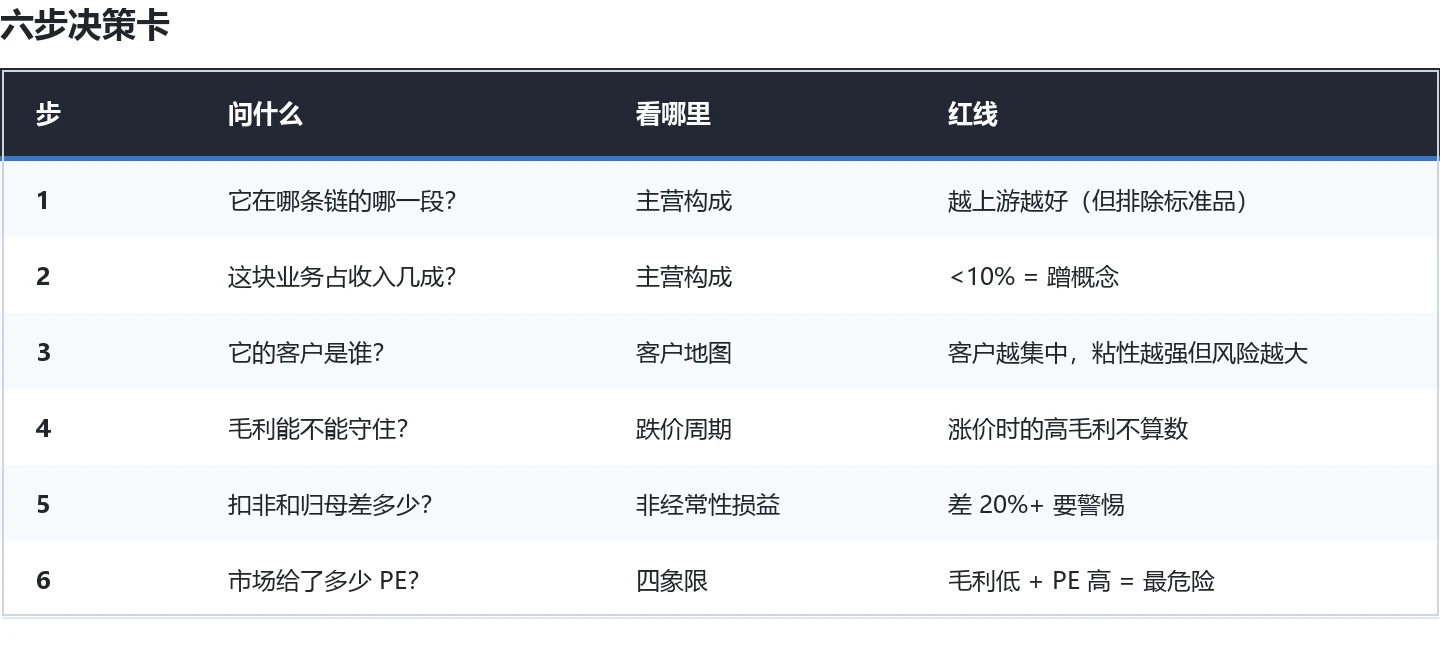 六步决策卡
步 问什么 看哪里 红线
1 它在哪条链的哪一段？ 主营构成 越上游越好（但排除标准品）
2 这块业务占收入几成？ 主营构成 <10% = 蹭概念
3 它的客户是谁？ 客户地图 客户越集中，粘性越强但风险越大
4 毛利能不能守住？ 跌价周期 涨价时的高毛利不算数
5 扣非和归母差多少？ 非经常性损益 差 20%+ 要警惕
6 市场给了多少 PE？ 四象限 毛利低 + PE 高 = 最危险